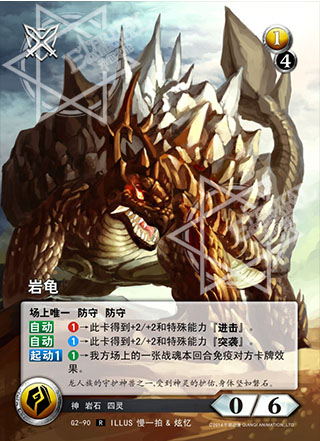 1
4
岩龟
场上唯一 防守 防守
自动 1→此卡得到+2/+2和特殊能力『进击』
自动 1→此卡得到+2/+2和特殊能力『突袭』
起动1 1→我方场上的一张战魂本回合免疫对方卡牌效
果。
龙人族的守护神兽之一,受到神灵的护佑,身体坚如磐石。
神 岩石 四灵
0 / 6
G2-90 R ILLUS 慢一拍 & 炫忆